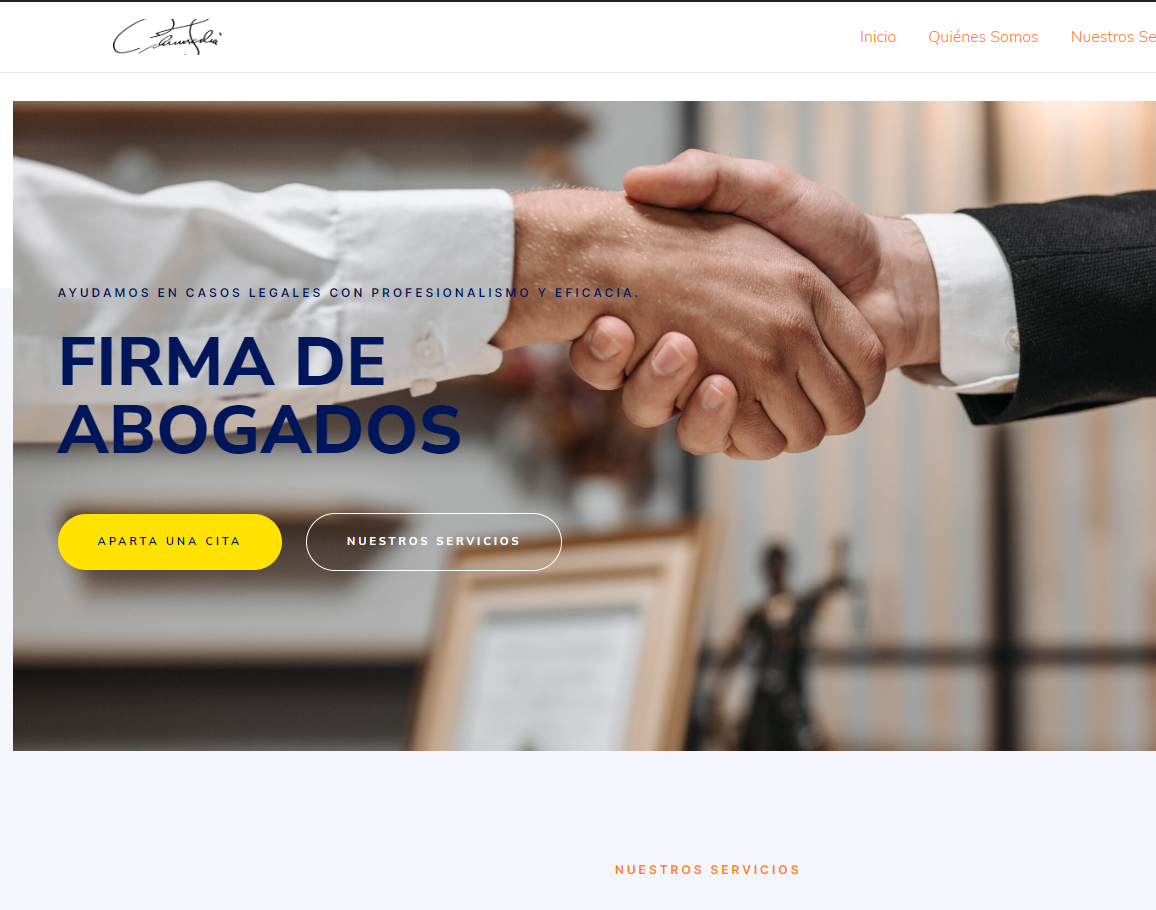 Inicio Quiénes Somos Nuestros Se
AYUDAMOS EN CASOS LEGALES CON PROFESIONALISMO Y EFICACIA.
FIRMA DE
ABOGADOS
APARTA UNA CITA NUESTROS SERVICIOS
NUESTROS SERVICIOS